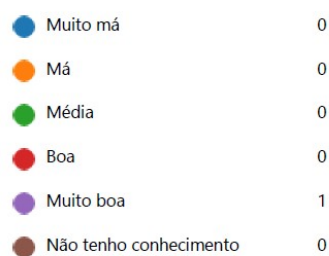 Muito má 0
Má 0
Média 0
Boa 0
Muito boa 1
Não tenho conhecimento 0